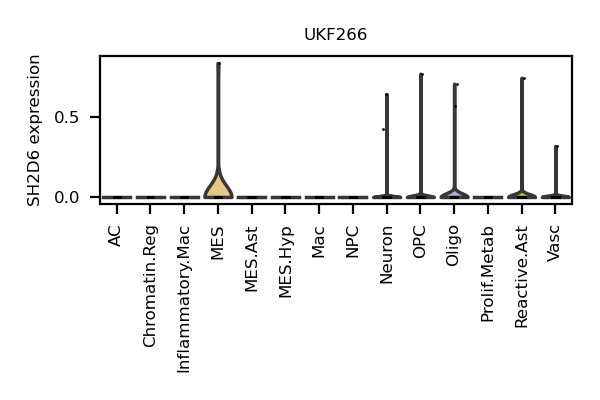 UKF266
SH2D6 expression
0.5
0.0
AC
Chromatin.Reg
Inflammatory.Mac
MES
MES.Ast
MES.Hyp
Mac
NPC
Neuron
OPC
Oligo
Prolif.Metab
Reactive.Ast
Vasc